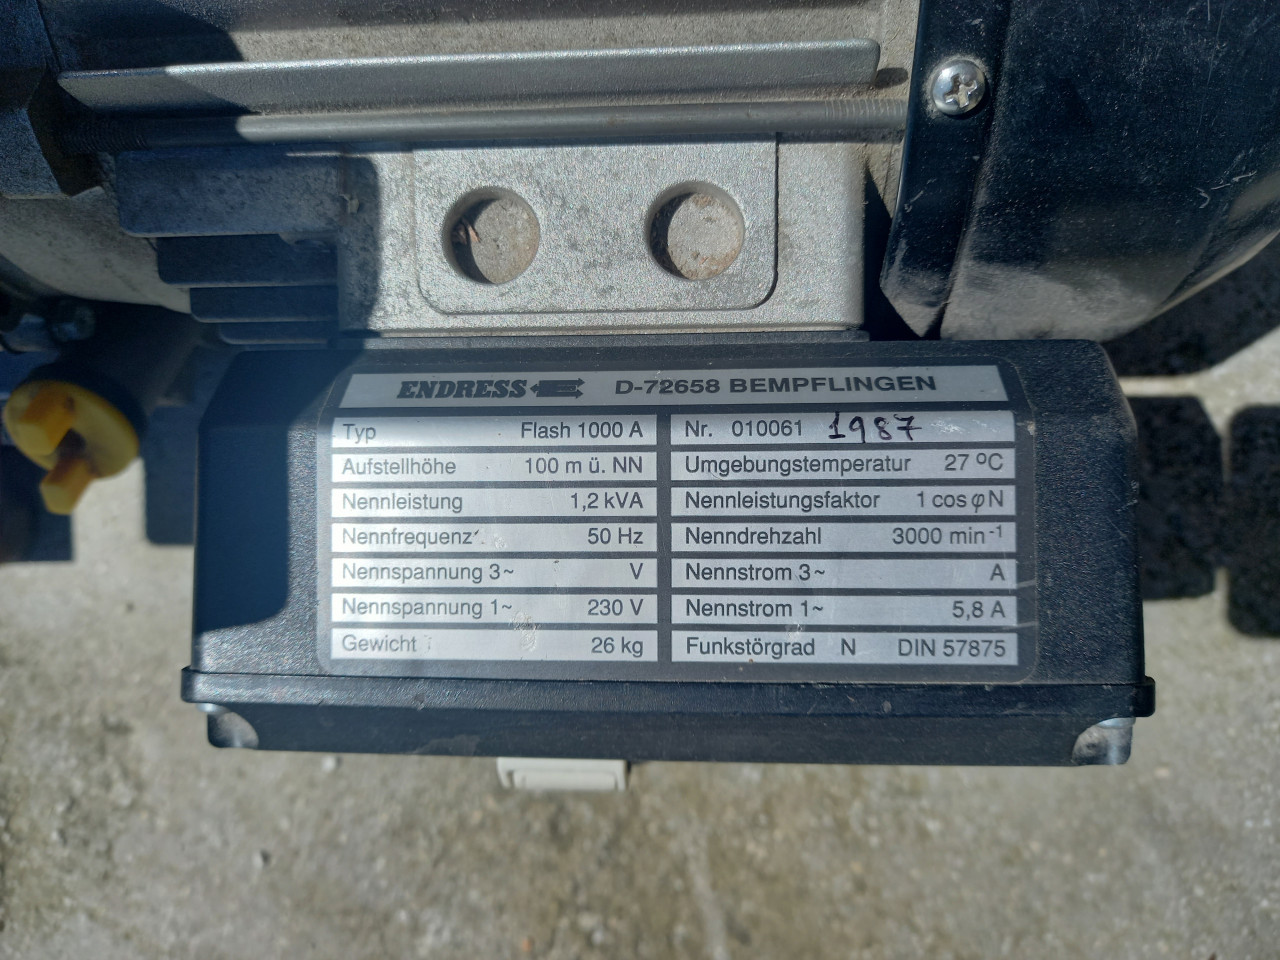 ENDRESS D-72658 BEMPFLINGEN
Typ Flash 1000 A Nr. 010061 1987
Aufstellhöhe 100 m ü. NN Umgebungstemperatur 27 °C
Nennleistung 1,2 kVA Nennleistungsfaktor 1 cos φ N
Nennfrequenz 50 Hz Nenndrehzahl 3000 min⁻¹
Nennspannung 3~ V Nennstrom 3~ A
Nennspannung 1~ 230 V Nennstrom 1~ 5,8 A
Gewicht 26 kg Funkstörgrad N DIN 57875